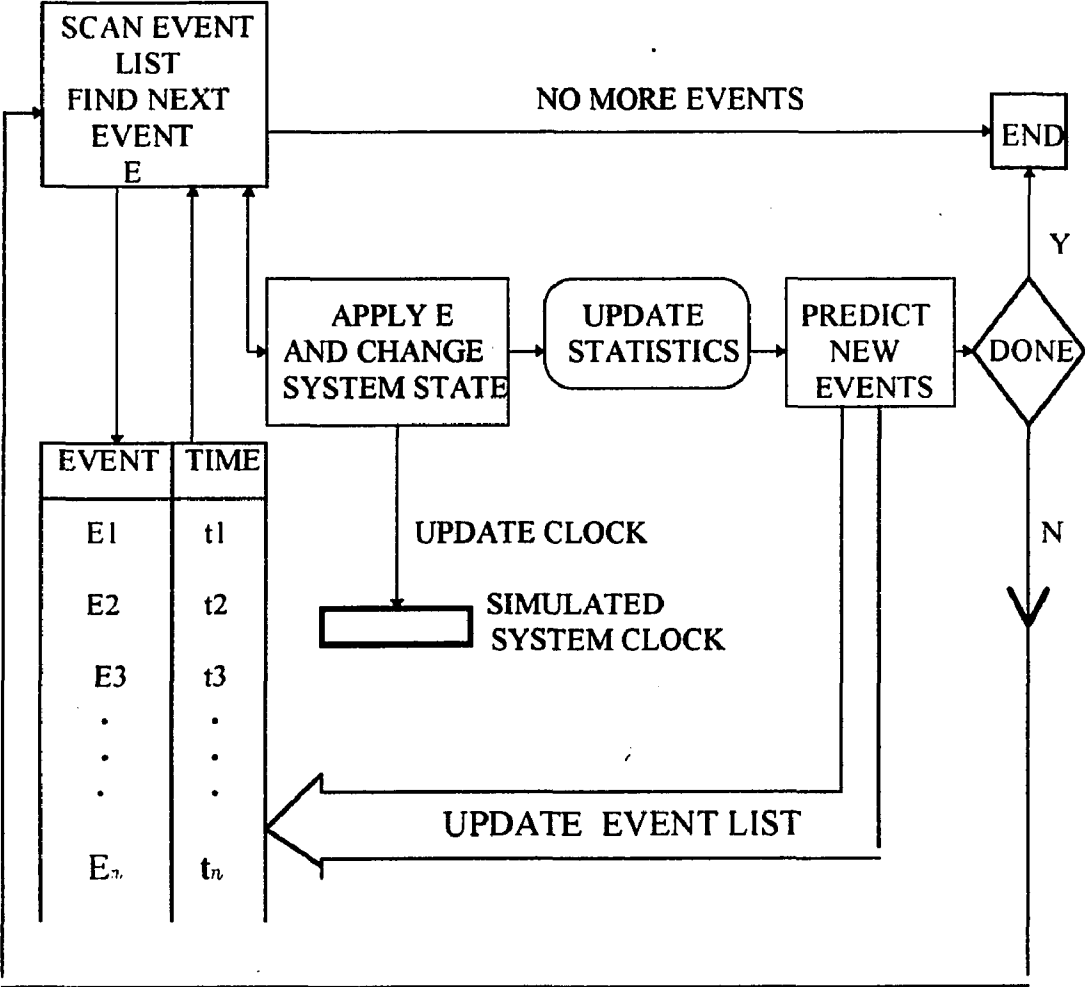 SCAN EVENT
LIST
FIND NEXT
EVENT
E
NO MORE EVENTS
END
Y
APPLY E
AND CHANGE
SYSTEM STATE
UPDATE
STATISTICS
PREDICT
NEW
EVENTS
DONE
N
EVENT TIME
E1 t1
E2 t2
E3 t3
En tn
UPDATE CLOCK
SIMULATED
SYSTEM CLOCK
UPDATE EVENT LIST